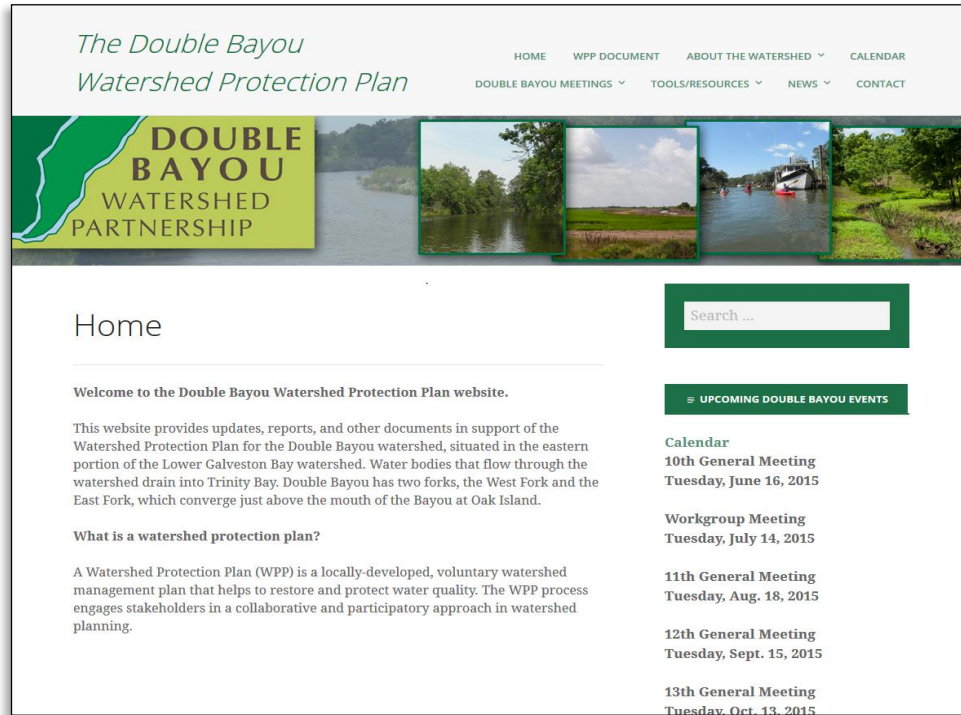 The Double Bayou
Watershed Protection Plan
HOME WPP DOCUMENT ABOUT THE WATERSHED CALENDAR
DOUBLE BAYOU MEETINGS TOOLS/RESOURCES NEWS CONTACT
DOUBLE
BAYOU
WATERSHED
PARTNERSHIP
Home
Welcome to the Double Bayou Watershed Protection Plan website.
This website provides updates, reports, and other documents in support of the
Watershed Protection Plan for the Double Bayou watershed, situated in the eastern
portion of the Lower Galveston Bay watershed. Water bodies that flow through the
watershed drain into Trinity Bay. Double Bayou has two forks, the West Fork and the
East Fork, which converge just above the mouth of the Bayou at Oak Island.
What is a watershed protection plan?
A Watershed Protection Plan (WPP) is a locally-developed, voluntary watershed
management plan that helps to restore and protect water quality. The WPP process
engages stakeholders in a collaborative and participatory approach in watershed
planning.
Search ...
UPCOMING DOUBLE BAYOU EVENTS
Calendar
10th General Meeting
Tuesday, June 16, 2015
Workgroup Meeting
Tuesday, July 14, 2015
11th General Meeting
Tuesday, Aug. 18, 2015
12th General Meeting
Tuesday, Sept. 15, 2015
13th General Meeting
Tuesday, Oct. 13, 2015